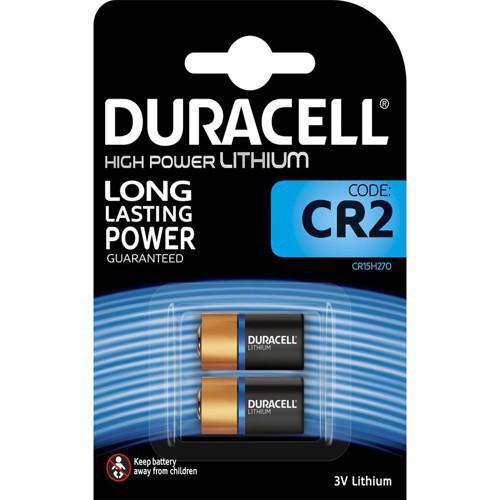 DURACELL®
HIGH POWER LITHIUM
LONG
LASTING
POWER
GUARANTEED
CODE:
CR2
CR15H270
DURACELL
LITHIUM
DURACELL
LITHIUM
Keep battery
away from children
3V Lithium